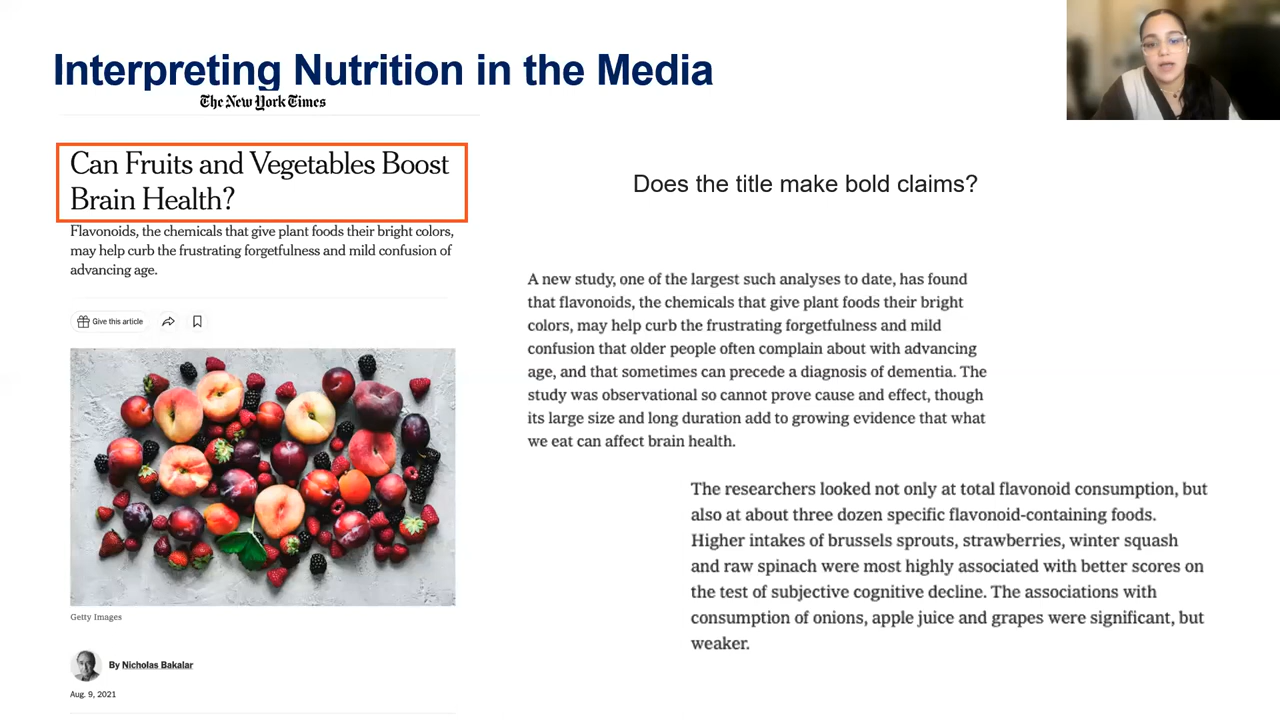 Interpreting Nutrition in the Media
The New York Times
Can Fruits and Vegetables Boost
Brain Health?
Flavonoids, the chemicals that give plant foods their bright colors,
may help curb the frustrating forgetfulness and mild confusion of
advancing age.
Give this article
Getty Images
By Nicholas Bakalar
Aug. 9, 2021
Does the title make bold claims?
A new study, one of the largest such analyses to date, has found
that flavonoids, the chemicals that give plant foods their bright
colors, may help curb the frustrating forgetfulness and mild
confusion that older people often complain about with advancing
age, and that sometimes can precede a diagnosis of dementia. The
study was observational so cannot prove cause and effect, though
its large size and long duration add to growing evidence that what
we eat can affect brain health.
The researchers looked not only at total flavonoid consumption, but
also at about three dozen specific flavonoid-containing foods.
Higher intakes of brussels sprouts, strawberries, winter squash
and raw spinach were most highly associated with better scores on
the test of subjective cognitive decline. The associations with
consumption of onions, apple juice and grapes were significant, but
weaker.